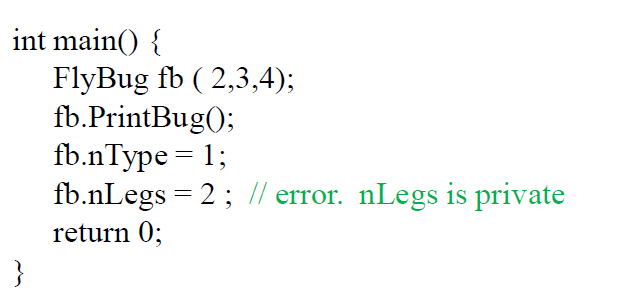 int main() {
FlyBug fb ( 2,3,4);
fb.PrintBug();
fb.nType = 1;
fb.nLegs = 2 ; // error. nLegs is private
return 0;
}